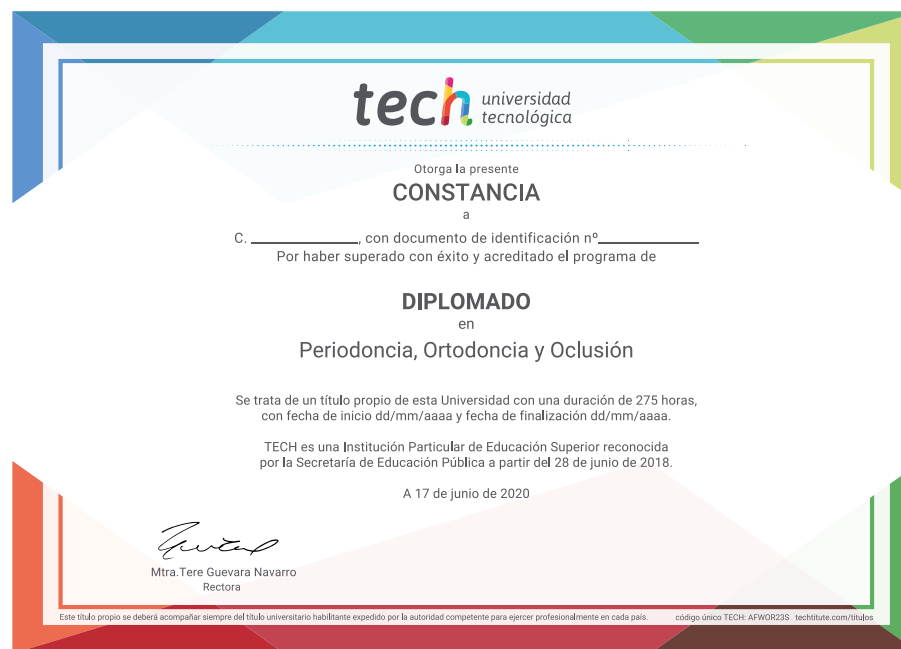 tech universidad
tecnológica
Otorga la presente
CONSTANCIA
a
C. ____________, con documento de identificación nº____________
Por haber superado con éxito y acreditado el programa de
DIPLOMADO
en
Periodoncia, Ortodoncia y Oclusión
Se trata de un título propio de esta Universidad con una duración de 275 horas,
con fecha de inicio dd/mm/aaaa y fecha de finalización dd/mm/aaaa.
TECH es una Institución Particular de Educación Superior reconocida
por la Secretaría de Educación Pública a partir del 28 de junio de 2018.
A 17 de junio de 2020
Mtra.Tere Guevara Navarro
Rectora
Este título propio se deberá acompañar siempre del título universitario habilitante expedido por la autoridad competente para ejercer profesionalmente en cada país. código único TECH: AFWOR23S techtitute.com/titulos